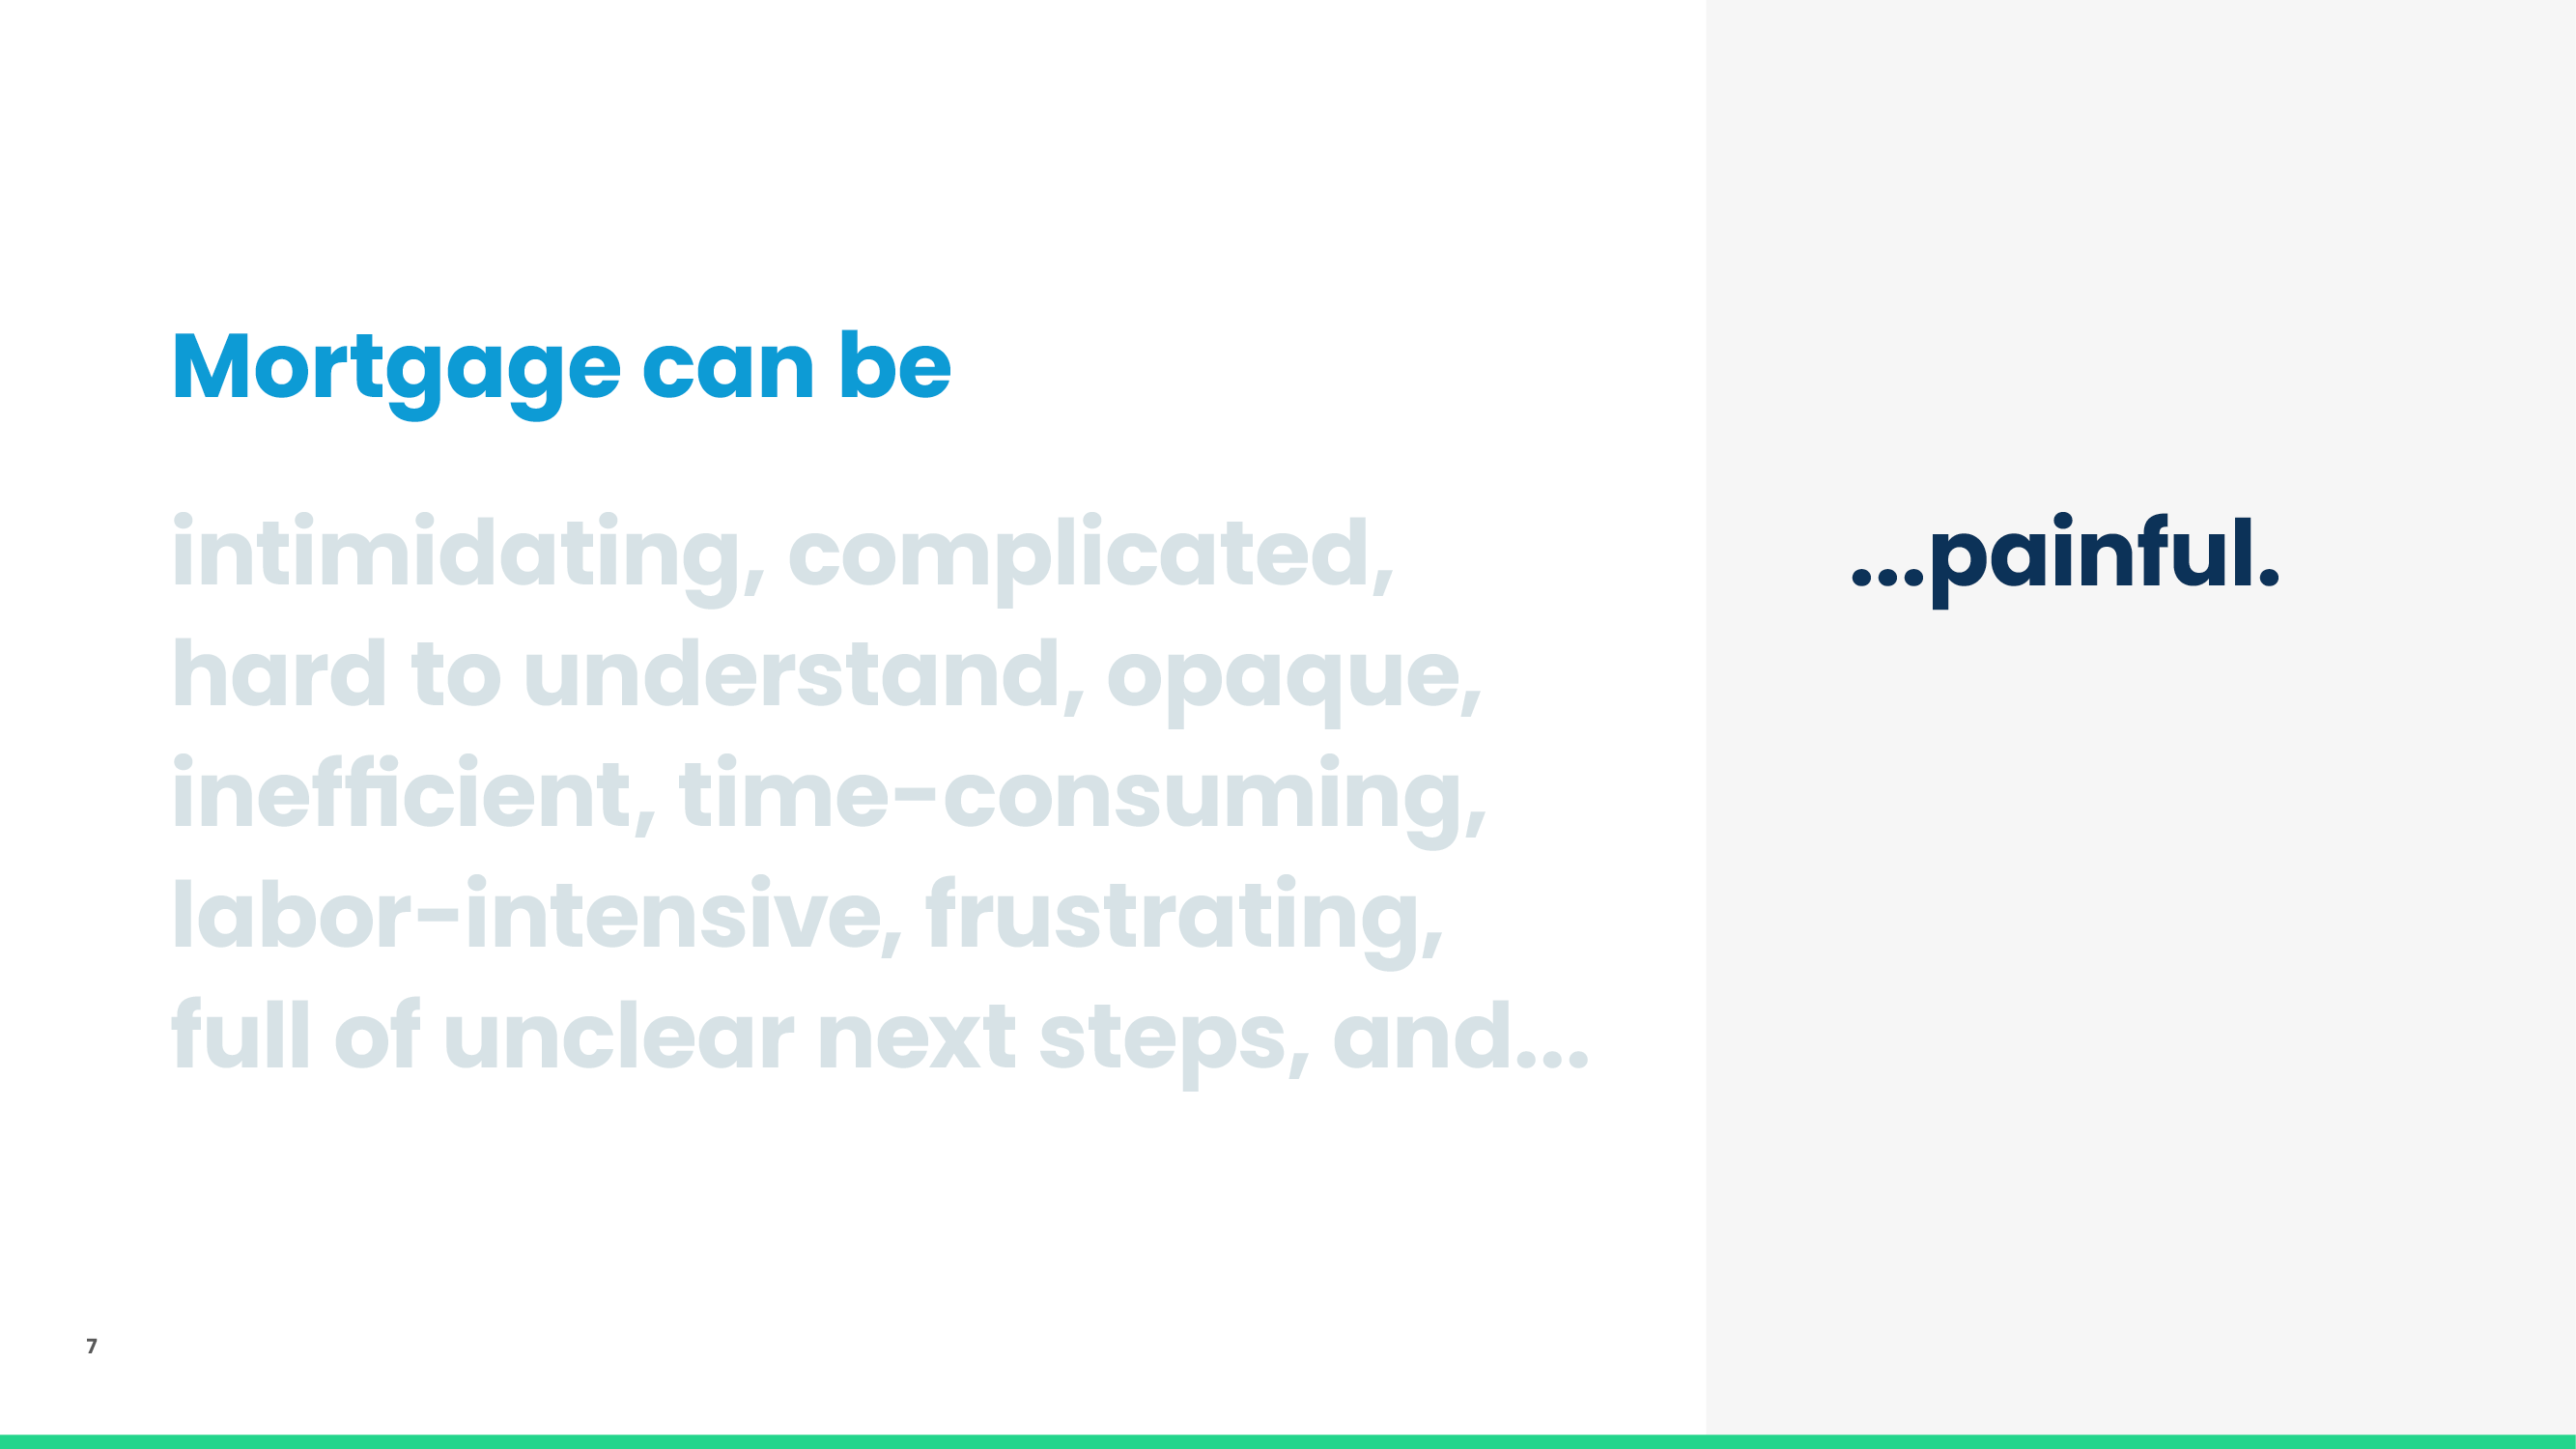 Mortgage can be
intimidating, complicated,
hard to understand, opaque,
inefficient, time-consuming,
labor-intensive, frustrating,
full of unclear next steps, and...
...painful.
7